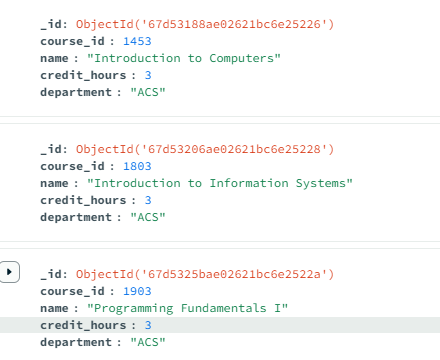 _id: ObjectId('67d53188ae02621bc6e25226')
course_id : 1453
name : "Introduction to Computers"
credit_hours : 3
department : "ACS"
_id: ObjectId('67d53206ae02621bc6e25228')
course_id : 1803
name : "Introduction to Information Systems"
credit_hours : 3
department : "ACS"
_id: ObjectId('67d5325bae02621bc6e2522a')
course_id : 1903
name : "Programming Fundamentals I"
credit_hours : 3
department : "ACS"